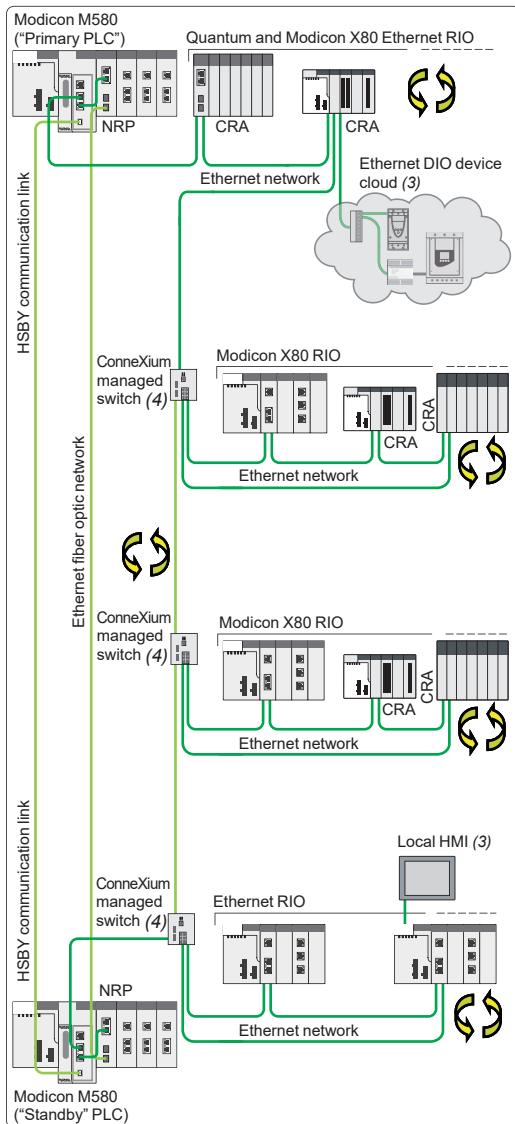 Modicon M580
("Primary PLC")
Quantum and Modicon X80 Ethernet RIO
NRP
CRA
CRA
Ethernet network
Ethernet DIO device
cloud (3)
HSBY communication link
Ethernet fiber optic network
ConneXium
managed
switch (4)
Modicon X80 RIO
CRA
CRA
Ethernet network
ConneXium
managed
switch (4)
Modicon X80 RIO
CRA
CRA
Ethernet network
HSBY communication link
Local HMI (3)
ConneXium
managed
switch (4)
Ethernet RIO
NRP
Ethernet network
Modicon M580
("Standby" PLC)